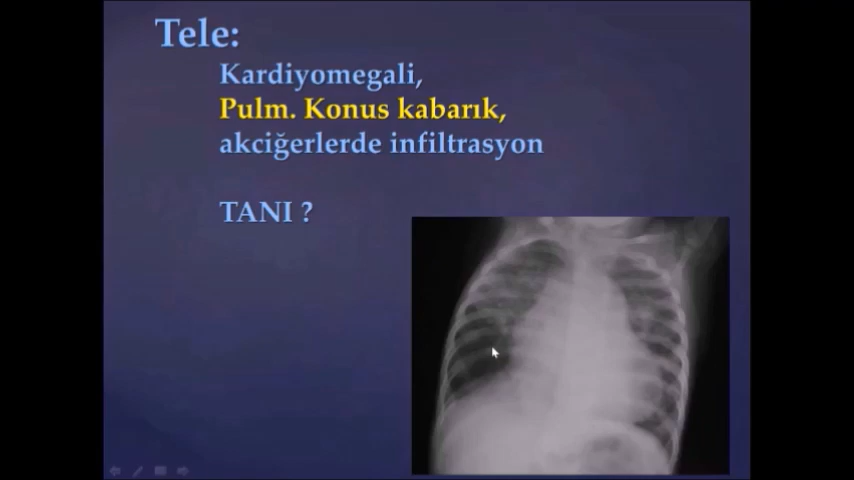 Tele:
Kardiyomegali,
Pulm. Konus kabarık,
akciğerlerde infiltrasyon
TANI ?